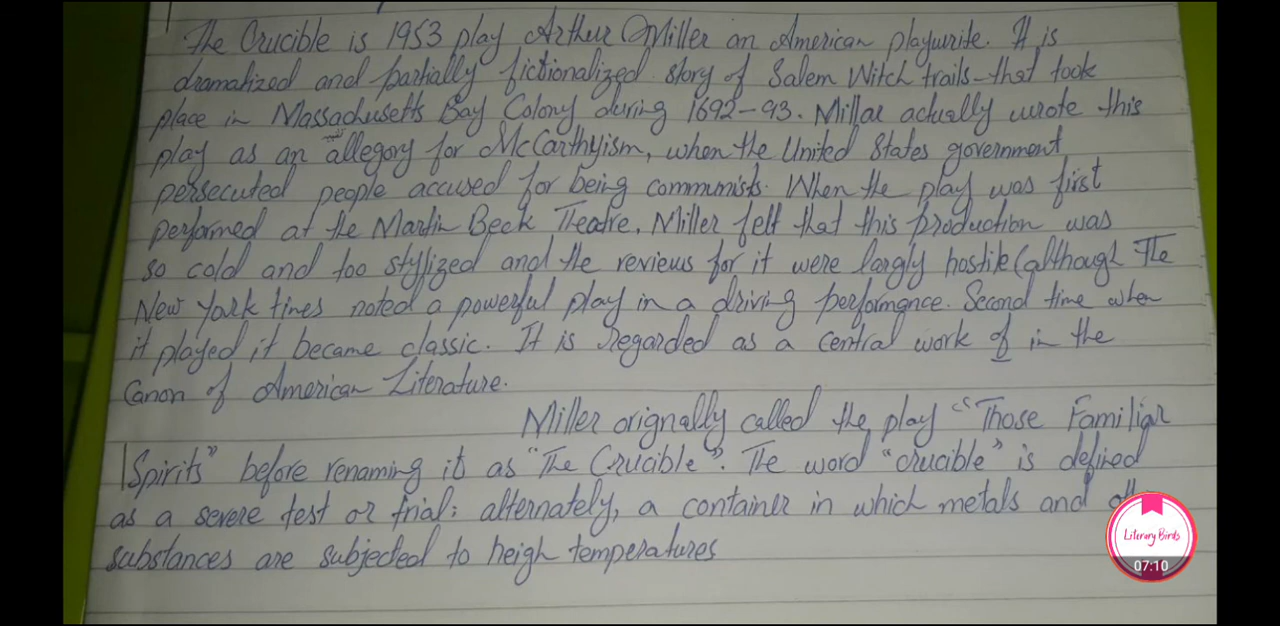 The Crucible is 1953 play Arthur Miller an American playwrite. It is
dramatized and partially fictionalized story of Salem Witch trails that took
place in Massachusetts Bay Colony during 1692-93. Millar actually wrote this
play as an allegory for McCarthyism, when the United States government
persecuted people accused for being communists. When the play was first
performed at the Martin Beck Theatre, Miller felt that this production was
so cold and too stylized and the reviews for it were largly hostile (although The
New York times noted a powerful play in a driving performance. Second time when
it played it became classic. It is regarded as a central work of in the
Canon of American Literature.
Miller orignally called the play "Those Familiar
Spirits" before renaming it as "The Crucible". The word "crucible" is defined
as a severe test or trial; alternately, a container in which metals and
substances are subjected to heigh temperatures
Literary Birds
07:10